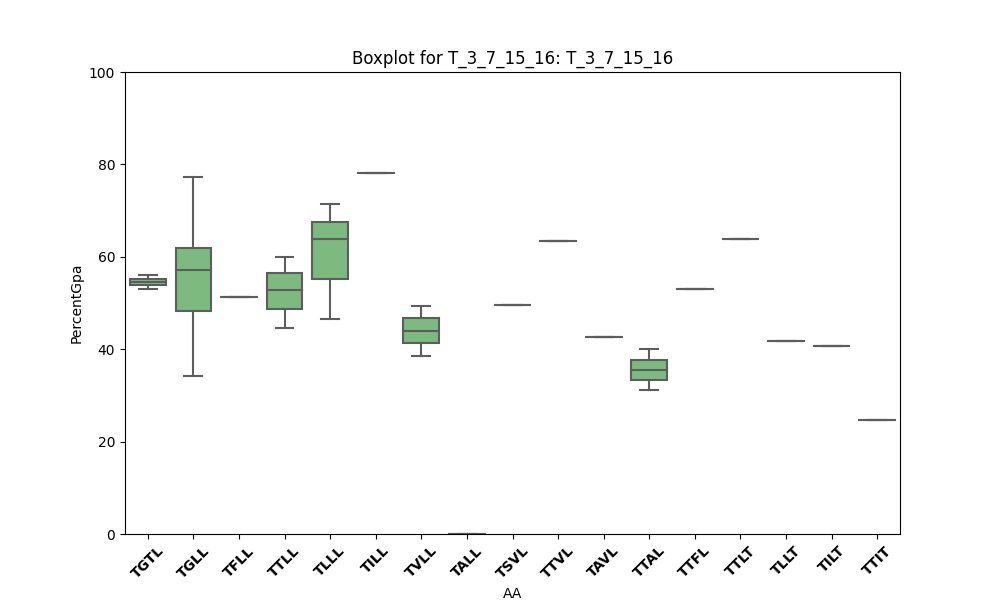 Boxplot for T_3_7_15_16: T_3_7_15_16
PercentGpa
100
80
60
40
20
0
TGTL TGLL TFLL TTLL TLLL TILL TVLL TALL TSVL TTVL TAVL TTAL TTFL TTLT TLLT TILT TTIT
AA